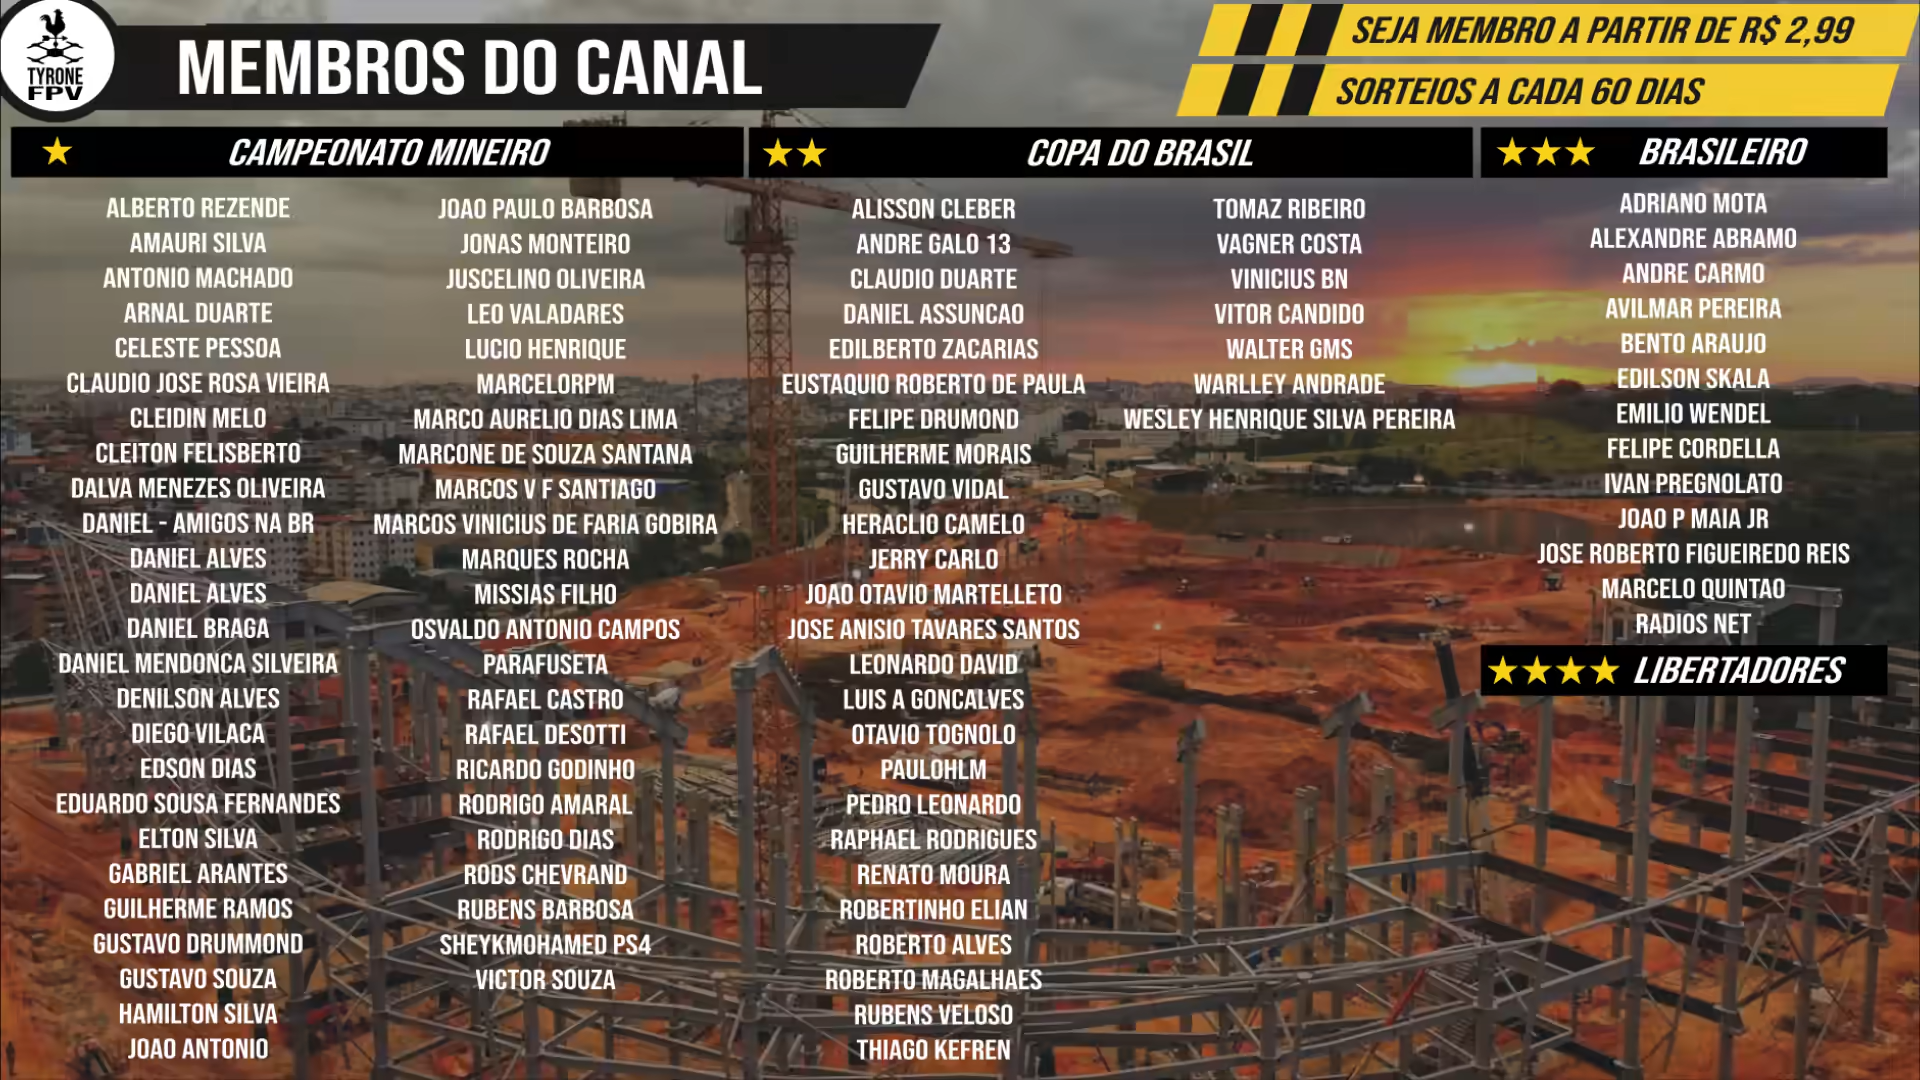 TYRONE
FPV
MEMBROS DO CANAL
SEJA MEMBRO A PARTIR DE R$ 2,99
SORTEIOS A CADA 60 DIAS
CAMPEONATO MINEIRO
ALBERTO REZENDE
AMAURI SILVA
ANTONIO MACHADO
ARNAL DUARTE
CELESTE PESSOA
CLAUDIO JOSE ROSA VIEIRA
CLEIDIN MELO
CLEITON FELISBERTO
DALVA MENEZES OLIVEIRA
DANIEL - AMIGOS NA BR
DANIEL ALVES
DANIEL ALVES
DANIEL BRAGA
DANIEL MENDONCA SILVEIRA
DENILSON ALVES
DIEGO VILACA
EDSON DIAS
EDUARDO SOUSA FERNANDES
ELTON SILVA
GABRIEL ARANTES
GUILHERME RAMOS
GUSTAVO DRUMMOND
GUSTAVO SOUZA
HAMILTON SILVA
JOAO ANTONIO
JOAO PAULO BARBOSA
JONAS MONTEIRO
JUSCELINO OLIVEIRA
LEO VALADARES
LUCIO HENRIQUE
MARCELORPM
MARCO AURELIO DIAS LIMA
MARCONE DE SOUZA SANTANA
MARCOS V F SANTIAGO
MARCOS VINICIUS DE FARIA GOBIRA
MARQUES ROCHA
MISSIAS FILHO
OSVALDO ANTONIO CAMPOS
PARAFUSETA
RAFAEL CASTRO
RAFAEL DESOTTI
RICARDO GODINHO
RODRIGO AMARAL
RODRIGO DIAS
RODS CHEVRAND
RUBENS BARBOSA
SHEYKMOHAMED PS4
VICTOR SOUZA
COPA DO BRASIL
ALISSON CLEBER
ANDRE GALO 13
CLAUDIO DUARTE
DANIEL ASSUNCAO
EDILBERTO ZACARIAS
EUSTAQUIO ROBERTO DE PAULA
FELIPE DRUMOND
GUILHERME MORAIS
GUSTAVO VIDAL
HERACLIO CAMELO
JERRY CARLO
JOAO OTAVIO MARTELLETO
JOSE ANISIO TAVARES SANTOS
LEONARDO DAVID
LUIS A GONCALVES
OTAVIO TOGNOLO
PAULOHLM
PEDRO LEONARDO
RAPHAEL RODRIGUES
RENATO MOURA
ROBERTINHO ELIAN
ROBERTO ALVES
ROBERTO MAGALHAES
RUBENS VELOSO
THIAGO KEFREN
TOMAZ RIBEIRO
VAGNER COSTA
VINICIUS BN
VITOR CANDIDO
WALTER GMS
WARLLEY ANDRADE
WESLEY HENRIQUE SILVA PEREIRA
BRASILEIRO
ADRIANO MOTA
ALEXANDRE ABRAMO
ANDRE CARMO
AVILMAR PEREIRA
BENTO ARAUJO
EDILSON SKALA
EMILIO WENDEL
FELIPE CORDELLA
IVAN PREGNOLATO
JOAO P MAIA JR
JOSE ROBERTO FIGUEIREDO REIS
MARCELO QUINTAO
RADIOS NET
LIBERTADORES